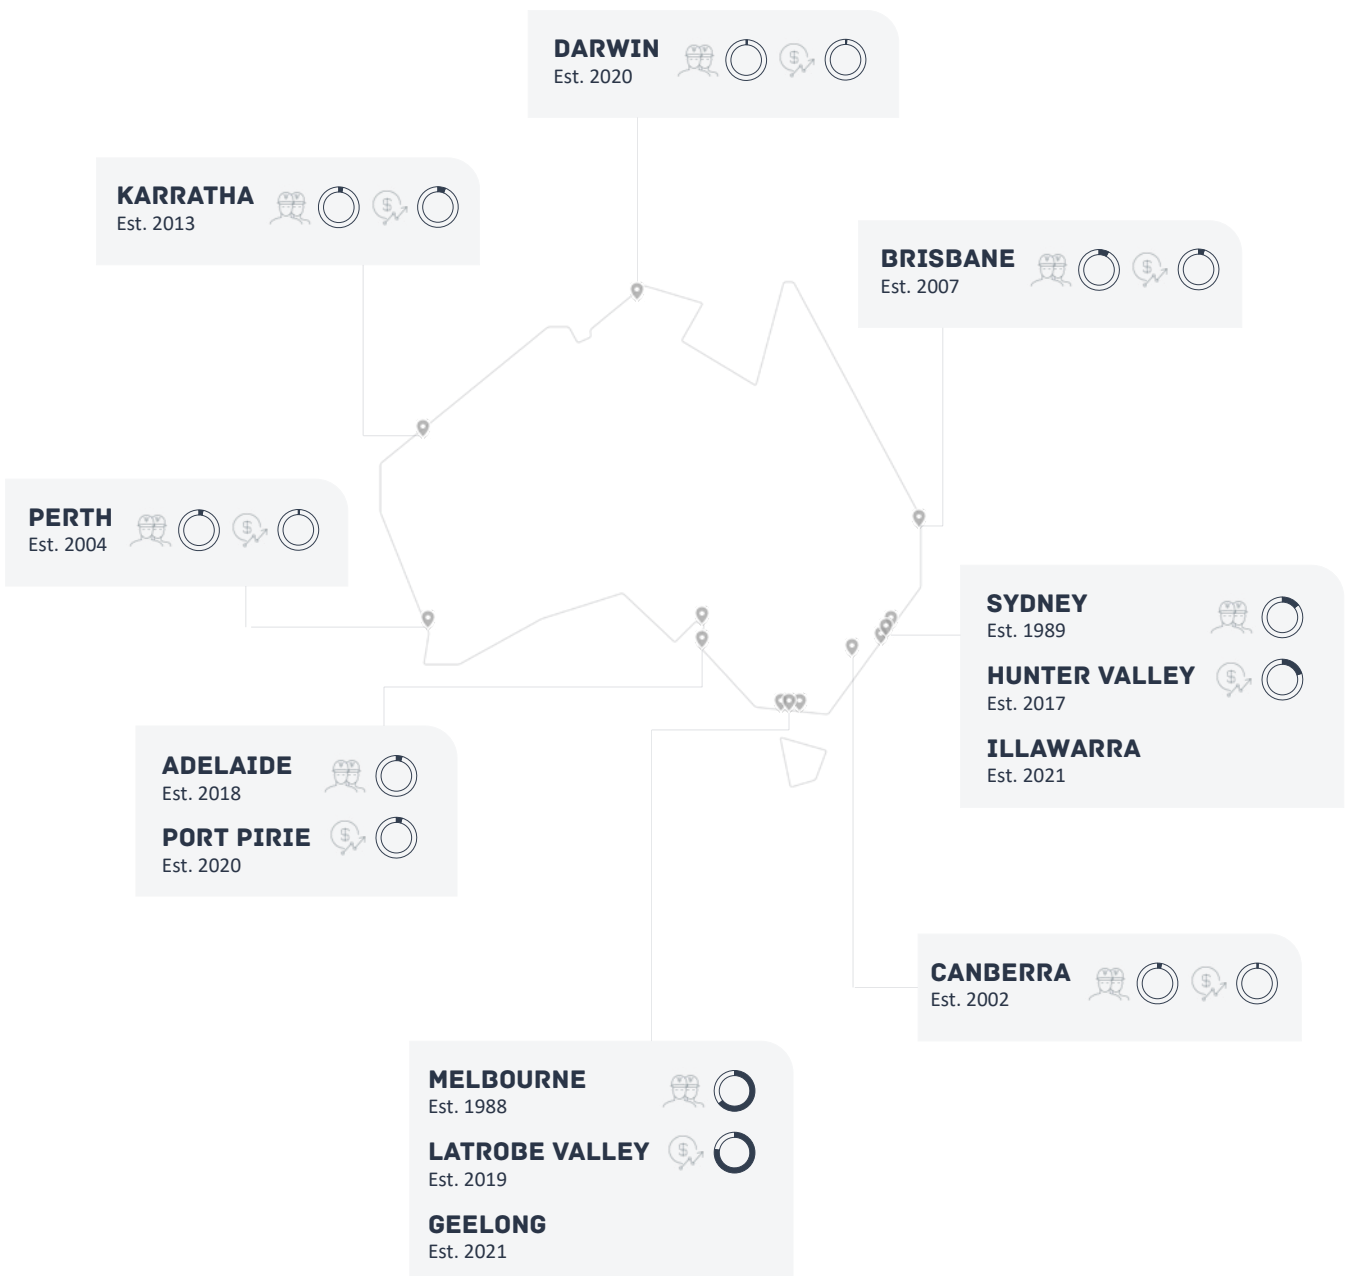 DARWIN
Est. 2020
KARRATHA
Est. 2013
BRISBANE
Est. 2007
PERTH
Est. 2004
SYDNEY
Est. 1989
HUNTER VALLEY
Est. 2017
ILLAWARRA
Est. 2021
ADELAIDE
Est. 2018
PORT PIRIE
Est. 2020
CANBERRA
Est. 2002
MELBOURNE
Est. 1988
LATROBE VALLEY
Est. 2019
GEELONG
Est. 2021